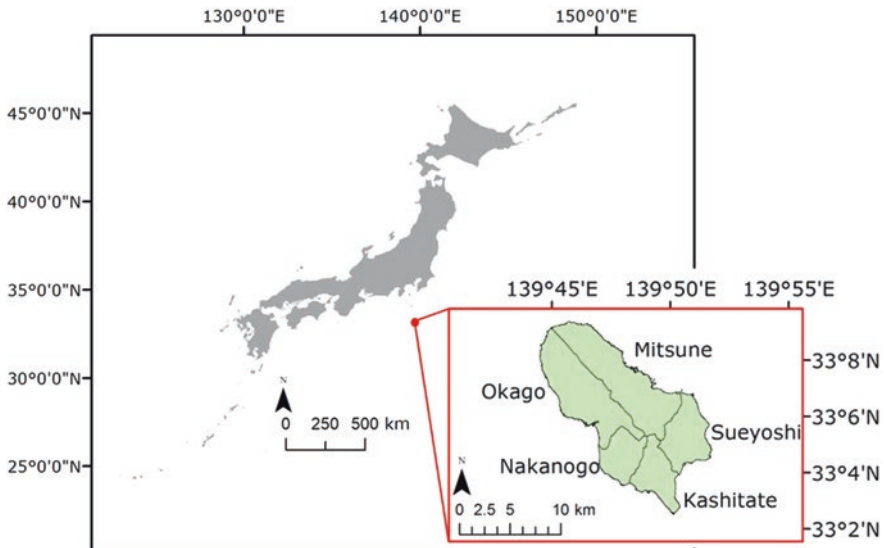 130°0'0"E 140°0'0"E 150°0'0"E
45°0'0"N
40°0'0"N
35°0'0"N
30°0'0"N
25°0'0"N
N
0 250 500 km
139°45'E 139°50'E 139°55'E
Mitsune
Okago
Sueyoshi
Nakanogo
Kashitate
33°8'N
33°6'N
33°4'N
33°2'N
N
0 2.5 5 10 km